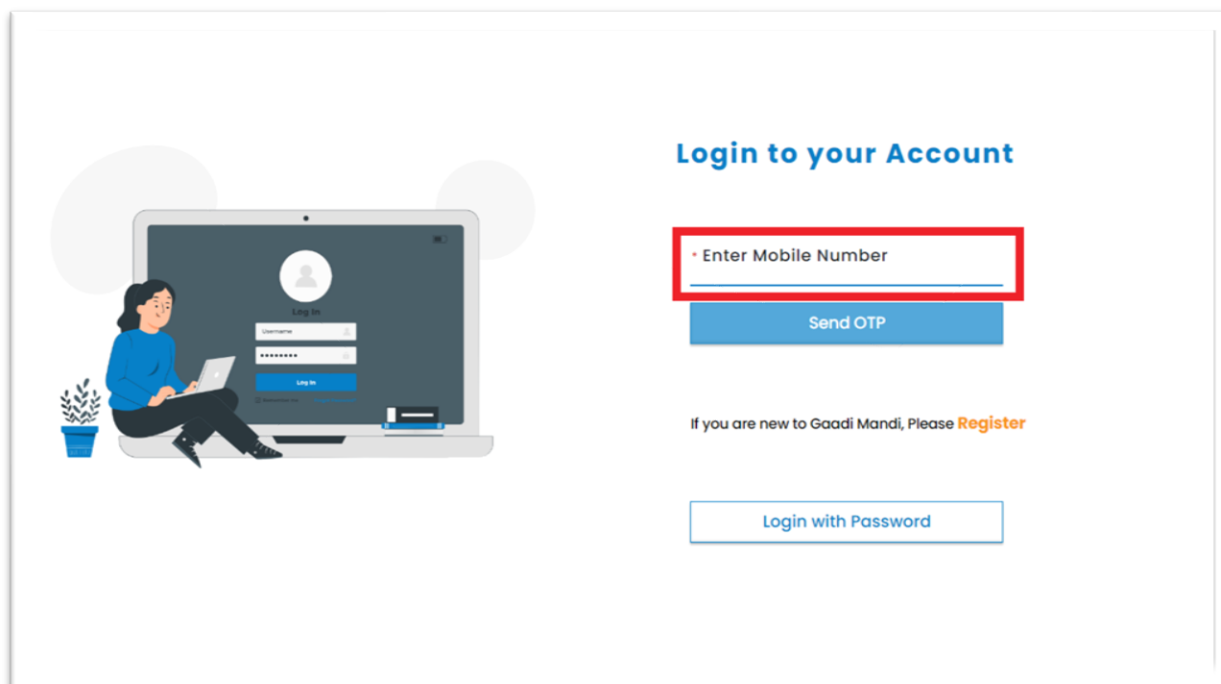 Login to your Account
* Enter Mobile Number
Send OTP
If you are new to Gaadi Mandi, Please Register
Login with Password
Log In
Username
••••••••
Log In